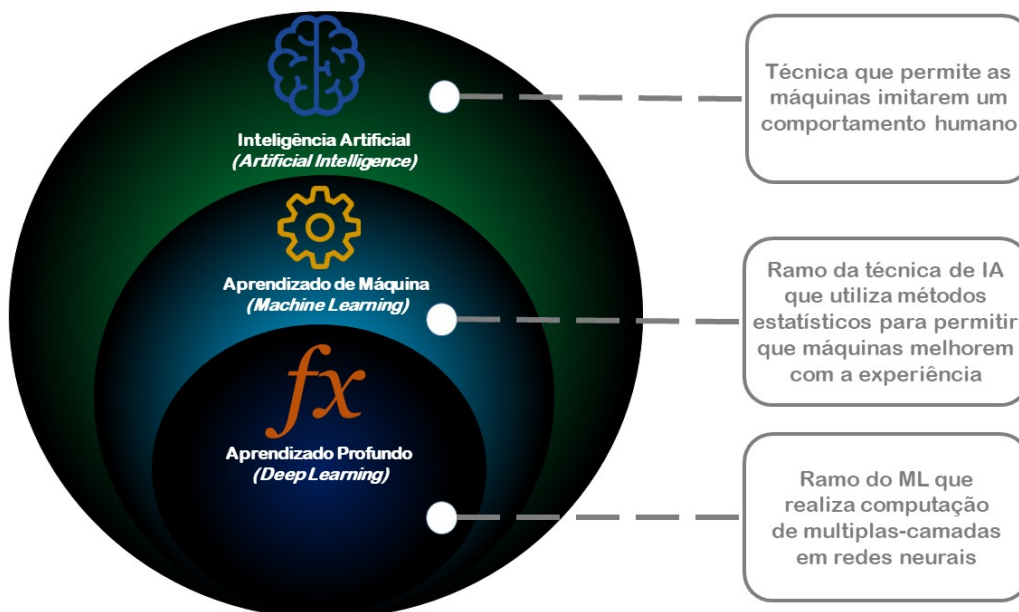 Inteligência Artificial
(Artificial Intelligence)
Técnica que permite as
máquinas imitarem um
comportamento humano
Aprendizado de Máquina
(Machine Learning)
Ramo da técnica de IA
que utiliza métodos
estatísticos para permitir
que máquinas melhorem
com a experiência
fx
Aprendizado Profundo
(Deep Learning)
Ramo do ML que
realiza computação
de multiplas-camadas
em redes neurais